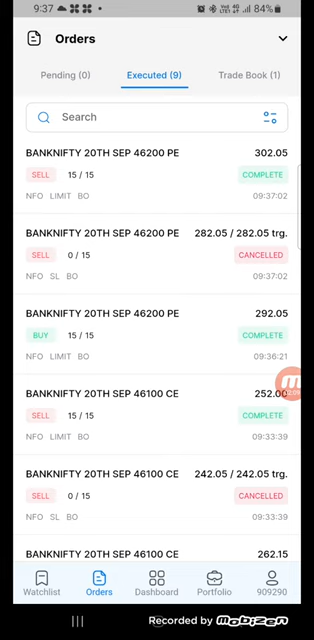 9:37 84%
Orders
Pending (0) Executed (9) Trade Book (1)
Search
BANKNIFTY 20TH SEP 46200 PE 302.05
SELL 15 / 15 COMPLETE
NFO LIMIT BO 09:37:02
BANKNIFTY 20TH SEP 46200 PE 282.05 / 282.05 trg.
SELL 0 / 15 CANCELLED
NFO SL BO 09:37:02
BANKNIFTY 20TH SEP 46200 PE 292.05
BUY 15 / 15 COMPLETE
NFO LIMIT BO 09:36:21
BANKNIFTY 20TH SEP 46100 CE 252.00
SELL 15 / 15 COMPLETE
NFO LIMIT BO 09:33:39
BANKNIFTY 20TH SEP 46100 CE 242.05 / 242.05 trg.
SELL 0 / 15 CANCELLED
NFO SL BO 09:33:39
BANKNIFTY 20TH SEP 46100 CE 262.15
Watchlist Orders Dashboard Portfolio 909290
Recorded by MOBIZEN